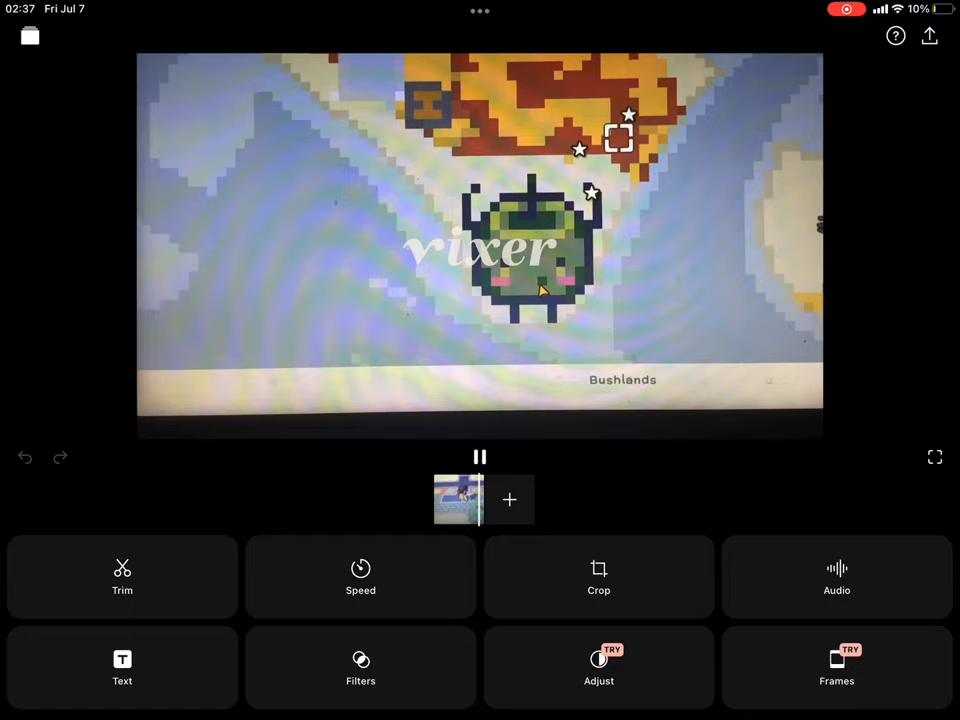 02:37 Fri Jul 7
10%
vixer
Bushlands
Trim
Speed
Crop
Audio
Text
Filters
TRY
Adjust
TRY
Frames